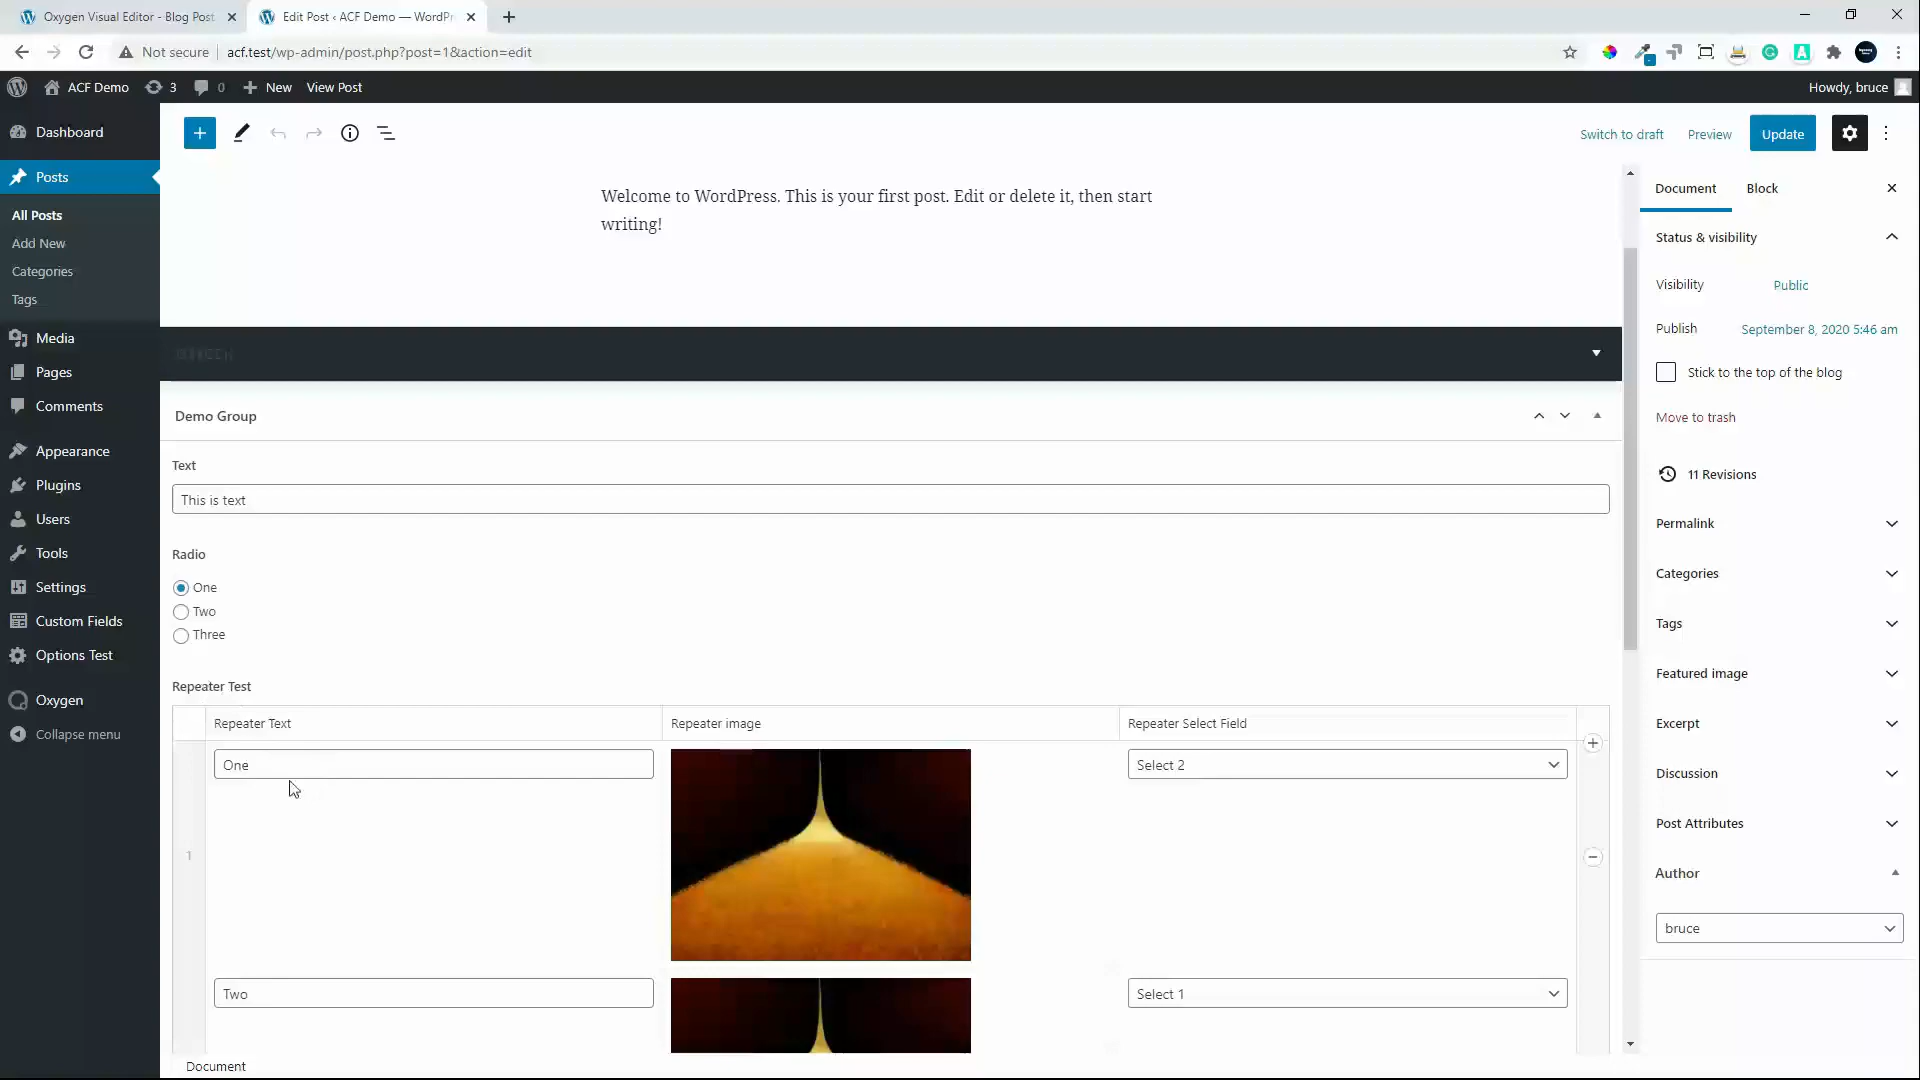 Oxygen Visual Editor - Blog Post
Edit Post ‹ ACF Demo — WordPr
Not secure
acf.test/wp-admin/post.php?post=1&action=edit
ACF Demo
3
0
New
View Post
Howdy, bruce
Dashboard
Posts
All Posts
Add New
Categories
Tags
Media
Pages
Comments
Appearance
Plugins
Users
Tools
Settings
Custom Fields
Options Test
Oxygen
Collapse menu
Switch to draft
Preview
Update
Welcome to WordPress. This is your first post. Edit or delete it, then start
writing!
Demo Group
Text
This is text
Radio
One
Two
Three
Repeater Test
Repeater Text
Repeater image
Repeater Select Field
One
Select 2
1
Two
Select 1
Document
Document
Block
Status & visibility
Visibility
Public
Publish
September 8, 2020 5:46 am
Stick to the top of the blog
Move to trash
11 Revisions
Permalink
Categories
Tags
Featured image
Excerpt
Discussion
Post Attributes
Author
bruce